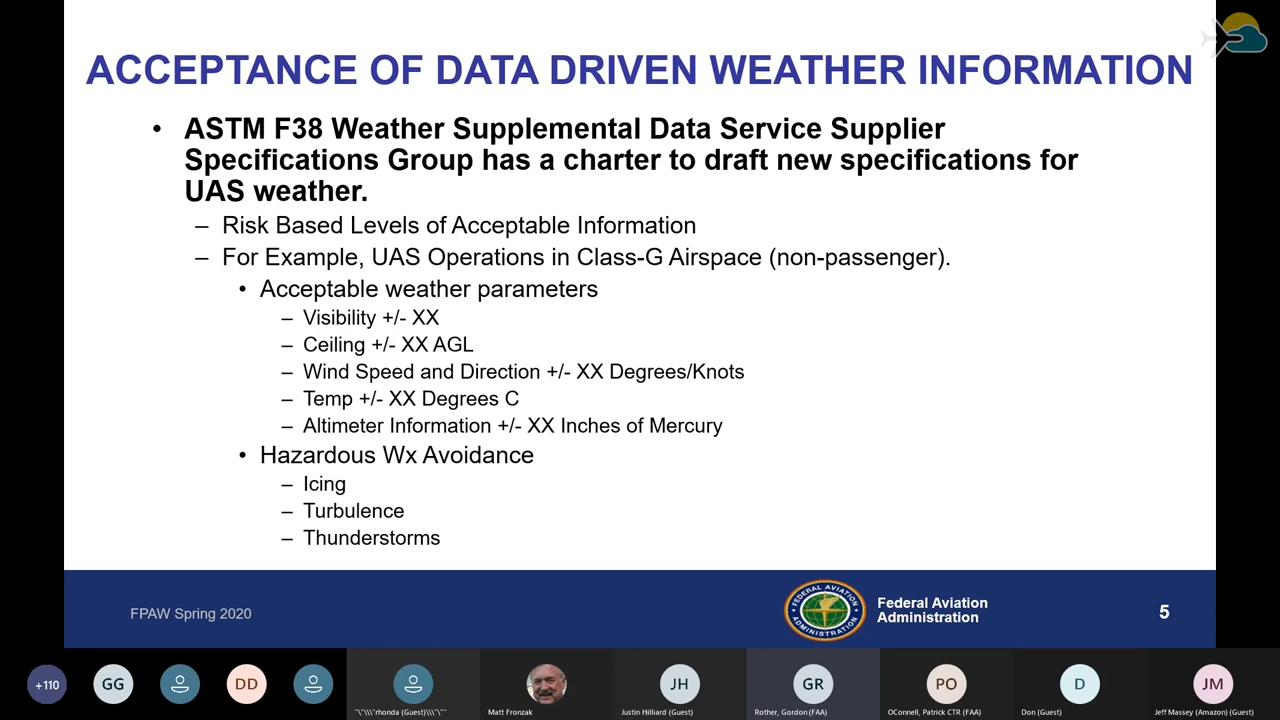 ACCEPTANCE OF DATA DRIVEN WEATHER INFORMATION
• ASTM F38 Weather Supplemental Data Service Supplier
Specifications Group has a charter to draft new specifications for
UAS weather.
– Risk Based Levels of Acceptable Information
– For Example, UAS Operations in Class-G Airspace (non-passenger).
• Acceptable weather parameters
– Visibility +/- XX
– Ceiling +/- XX AGL
– Wind Speed and Direction +/- XX Degrees/Knots
– Temp +/- XX Degrees C
– Altimeter Information +/- XX Inches of Mercury
• Hazardous Wx Avoidance
– Icing
– Turbulence
– Thunderstorms
FPAW Spring 2020
FEDERAL AVIATION
ADMINISTRATION
Federal Aviation
Administration
5
+110
GG
DD
JH
GR
PO
D
JM
"\"\\\"rhonda (Guest)\\\"\""
Matt Fronzak
Justin Hilliard (Guest)
Rother, Gordon (FAA)
OConnell, Patrick CTR (FAA)
Don (Guest)
Jeff Massey (Amazon) (Guest)